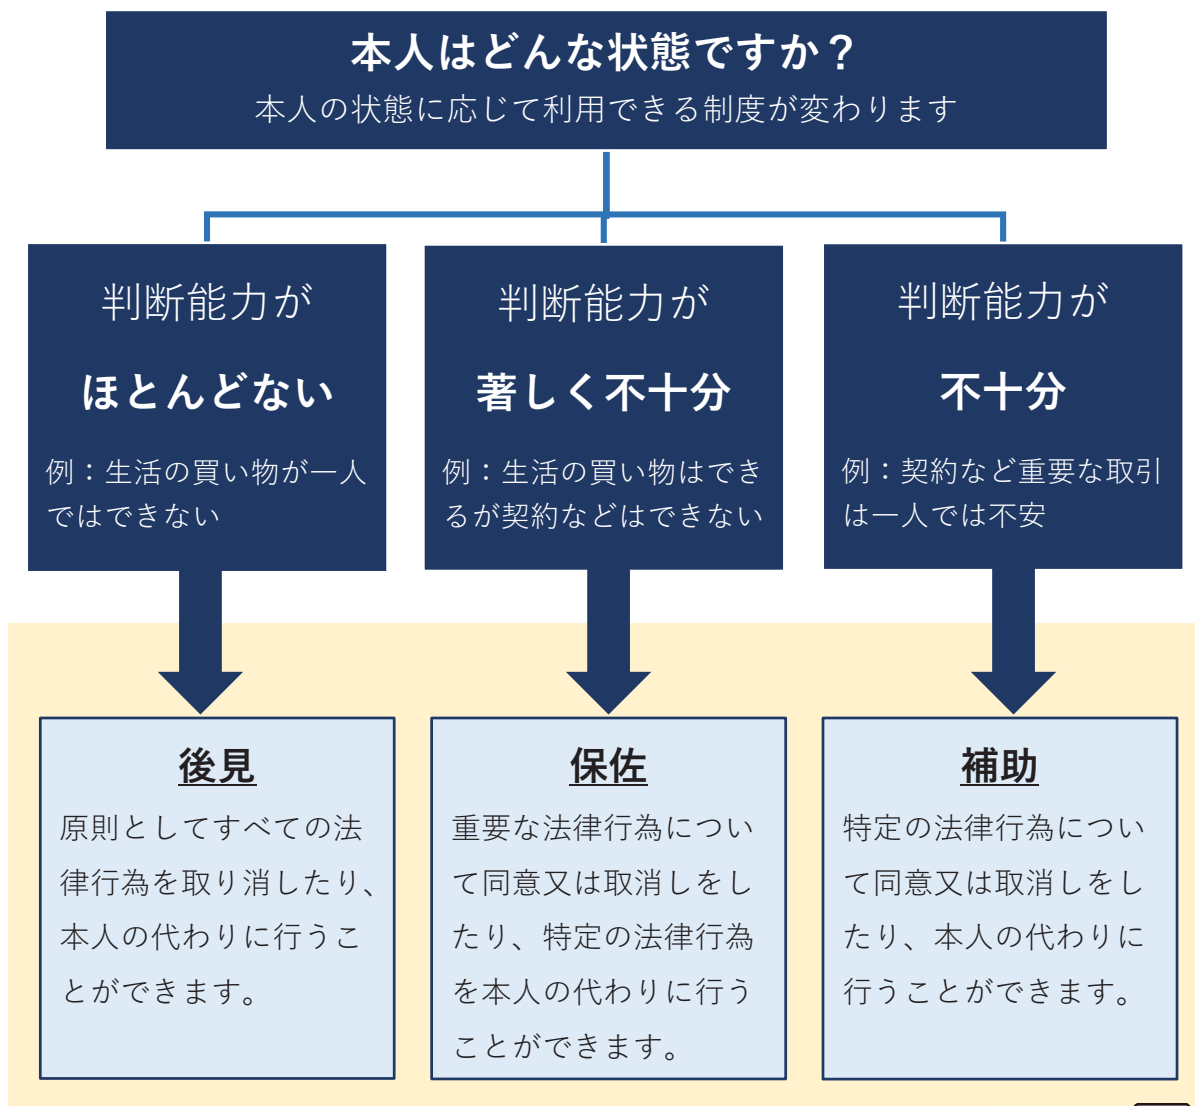 本人はどんな状態ですか？
本人の状態に応じて利用できる制度が変わります
判断能力が
ほとんどない
例：生活の買い物が一人
ではできない
判断能力が
著しく不十分
例：生活の買い物はでき
るが契約などはできない
判断能力が
不十分
例：契約など重要な取引
は一人では不安
後見
原則としてすべての法
律行為を取り消したり、
本人の代わりに行うこ
とができます。
保佐
重要な法律行為につい
て同意又は取消しをし
たり、特定の法律行為
を本人の代わりに行う
ことができます。
補助
特定の法律行為につい
て同意又は取消しをし
たり、本人の代わりに
行うことができます。